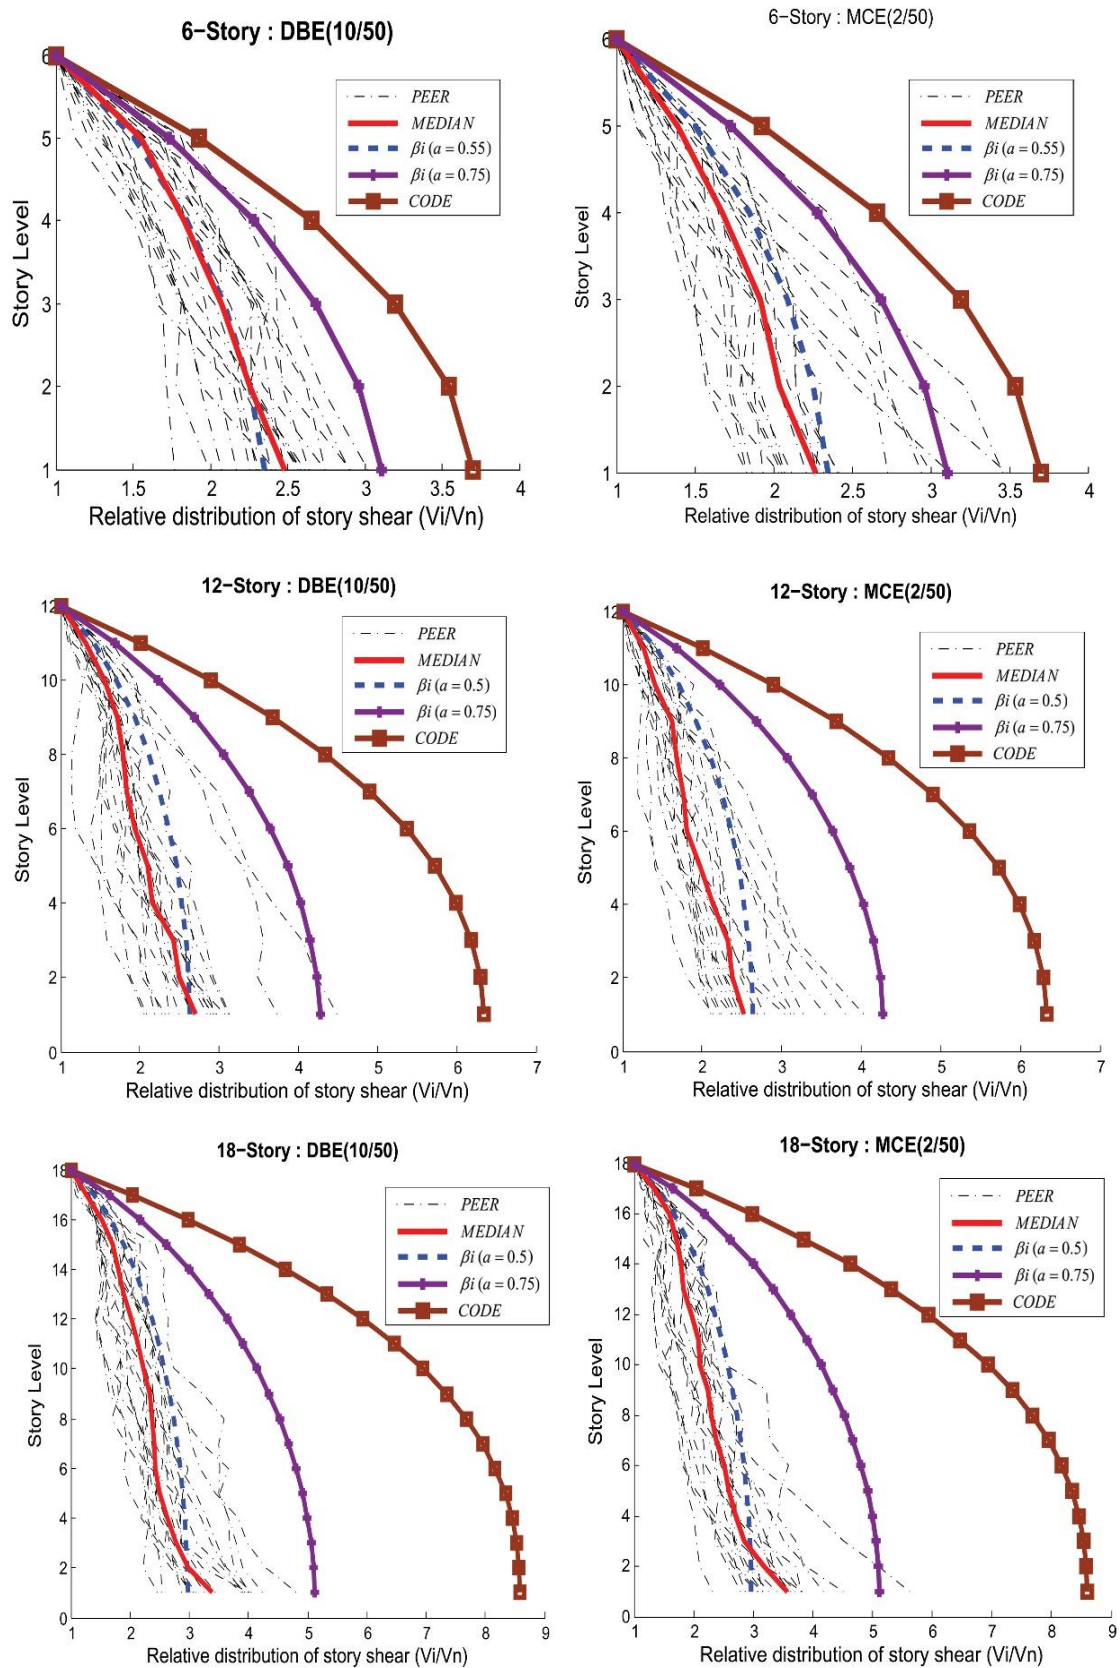 6−Story : DBE(10/50)
6
5
4
3
2
1
Story Level
PEER
MEDIAN
βi (a = 0.55)
βi (a = 0.75)
CODE
1 1.5 2 2.5 3 3.5 4
Relative distribution of story shear (Vi/Vn)
6−Story : MCE(2/50)
6
5
4
3
2
1
Story Level
PEER
MEDIAN
βi (a = 0.55)
βi (a = 0.75)
CODE
1 1.5 2 2.5 3 3.5 4
Relative distribution of story shear (Vi/Vn)
12−Story : DBE(10/50)
12
10
8
6
4
2
0
Story Level
PEER
MEDIAN
βi (a = 0.5)
βi (a = 0.75)
CODE
1 2 3 4 5 6 7
Relative distribution of story shear (Vi/Vn)
12−Story : MCE(2/50)
12
10
8
6
4
2
0
Story Level
PEER
MEDIAN
βi (a = 0.5)
βi (a = 0.75)
CODE
1 2 3 4 5 6 7
Relative distribution of story shear (Vi/Vn)
18−Story : DBE(10/50)
18
16
14
12
10
8
6
4
2
0
Story Level
PEER
MEDIAN
βi (a = 0.5)
βi (a = 0.75)
CODE
1 2 3 4 5 6 7 8 9
Relative distribution of story shear (Vi/Vn)
18−Story : MCE(2/50)
18
16
14
12
10
8
6
4
2
0
Story Level
PEER
MEDIAN
βi (a = 0.5)
βi (a = 0.75)
CODE
1 2 3 4 5 6 7 8 9
Relative distribution of story shear (Vi/Vn)